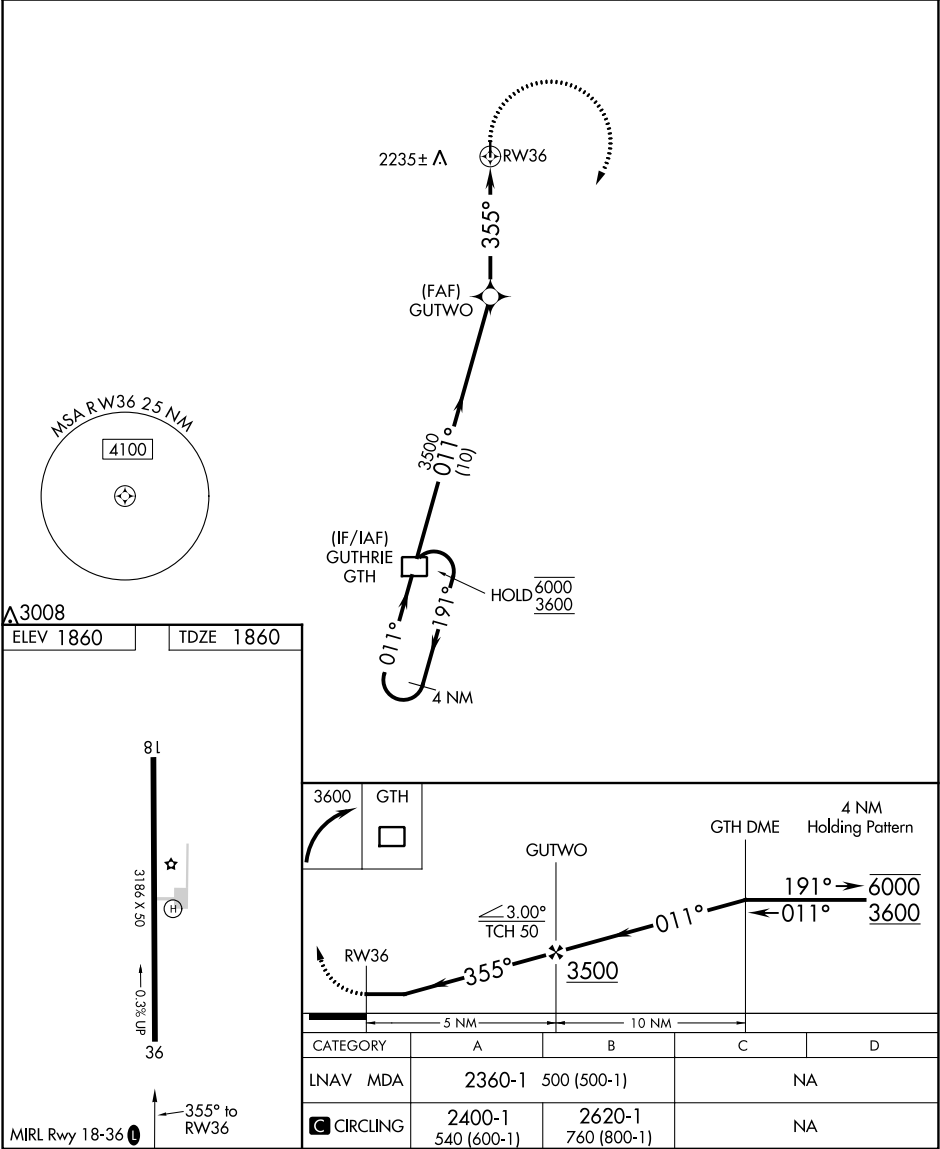 2235±
RW36
355°
(FAF)
GUTWO
MSA RW36 25 NM
4100
3500
011°
(10)
(IF/IAF)
GUTHRIE
GTH
HOLD 6000
3600
011°
191°
4 NM
3008
ELEV 1860
TDZE 1860
18
3186 X 50
H
0.3% UP
36
355° to
RW36
MIRL Rwy 18-36 L
3600
GTH
GTH DME
4 NM
Holding Pattern
GUTWO
191°
6000
011°
3600
3.00°
TCH 50
011°
RW36
355°
3500
5 NM
10 NM
CATEGORY A B C D
LNAV MDA 2360-1 500 (500-1) NA
C CIRCLING 2400-1 2620-1 NA
540 (600-1) 760 (800-1)